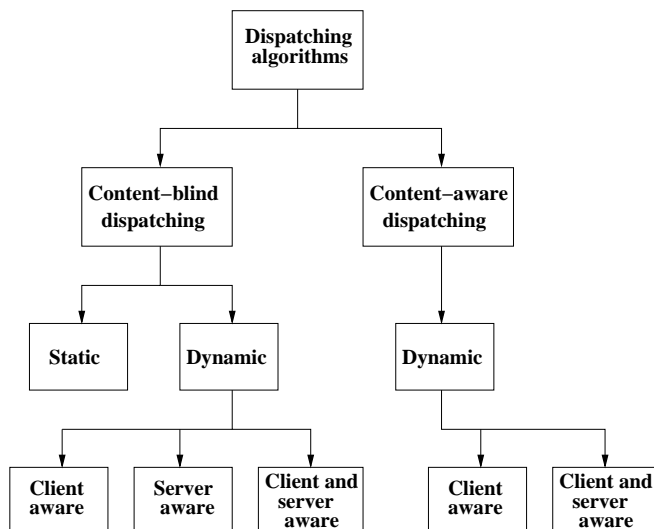 Dispatching
algorithms
Content-blind
dispatching
Content-aware
dispatching
Static
Dynamic
Dynamic
Client
aware
Server
aware
Client and
server
aware
Client
aware
Client and
server
aware